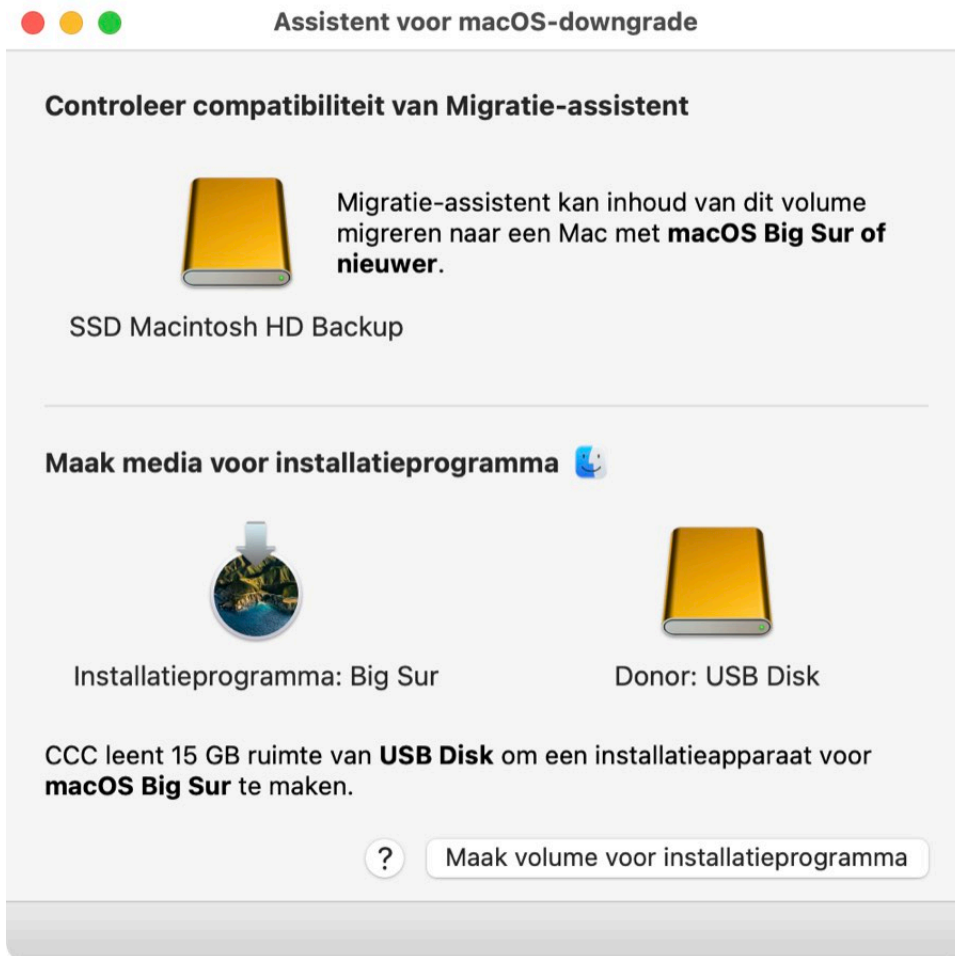 Assistent voor macOS-downgrade
Controleer compatibiliteit van Migratie-assistent
Migratie-assistent kan inhoud van dit volume
migreren naar een Mac met macOS Big Sur of
nieuwer.
SSD Macintosh HD Backup
Maak media voor installatieprogramma
Installatieprogramma: Big Sur
Donor: USB Disk
CCC leent 15 GB ruimte van USB Disk om een installatieapparaat voor
macOS Big Sur te maken.
?
Maak volume voor installatieprogramma